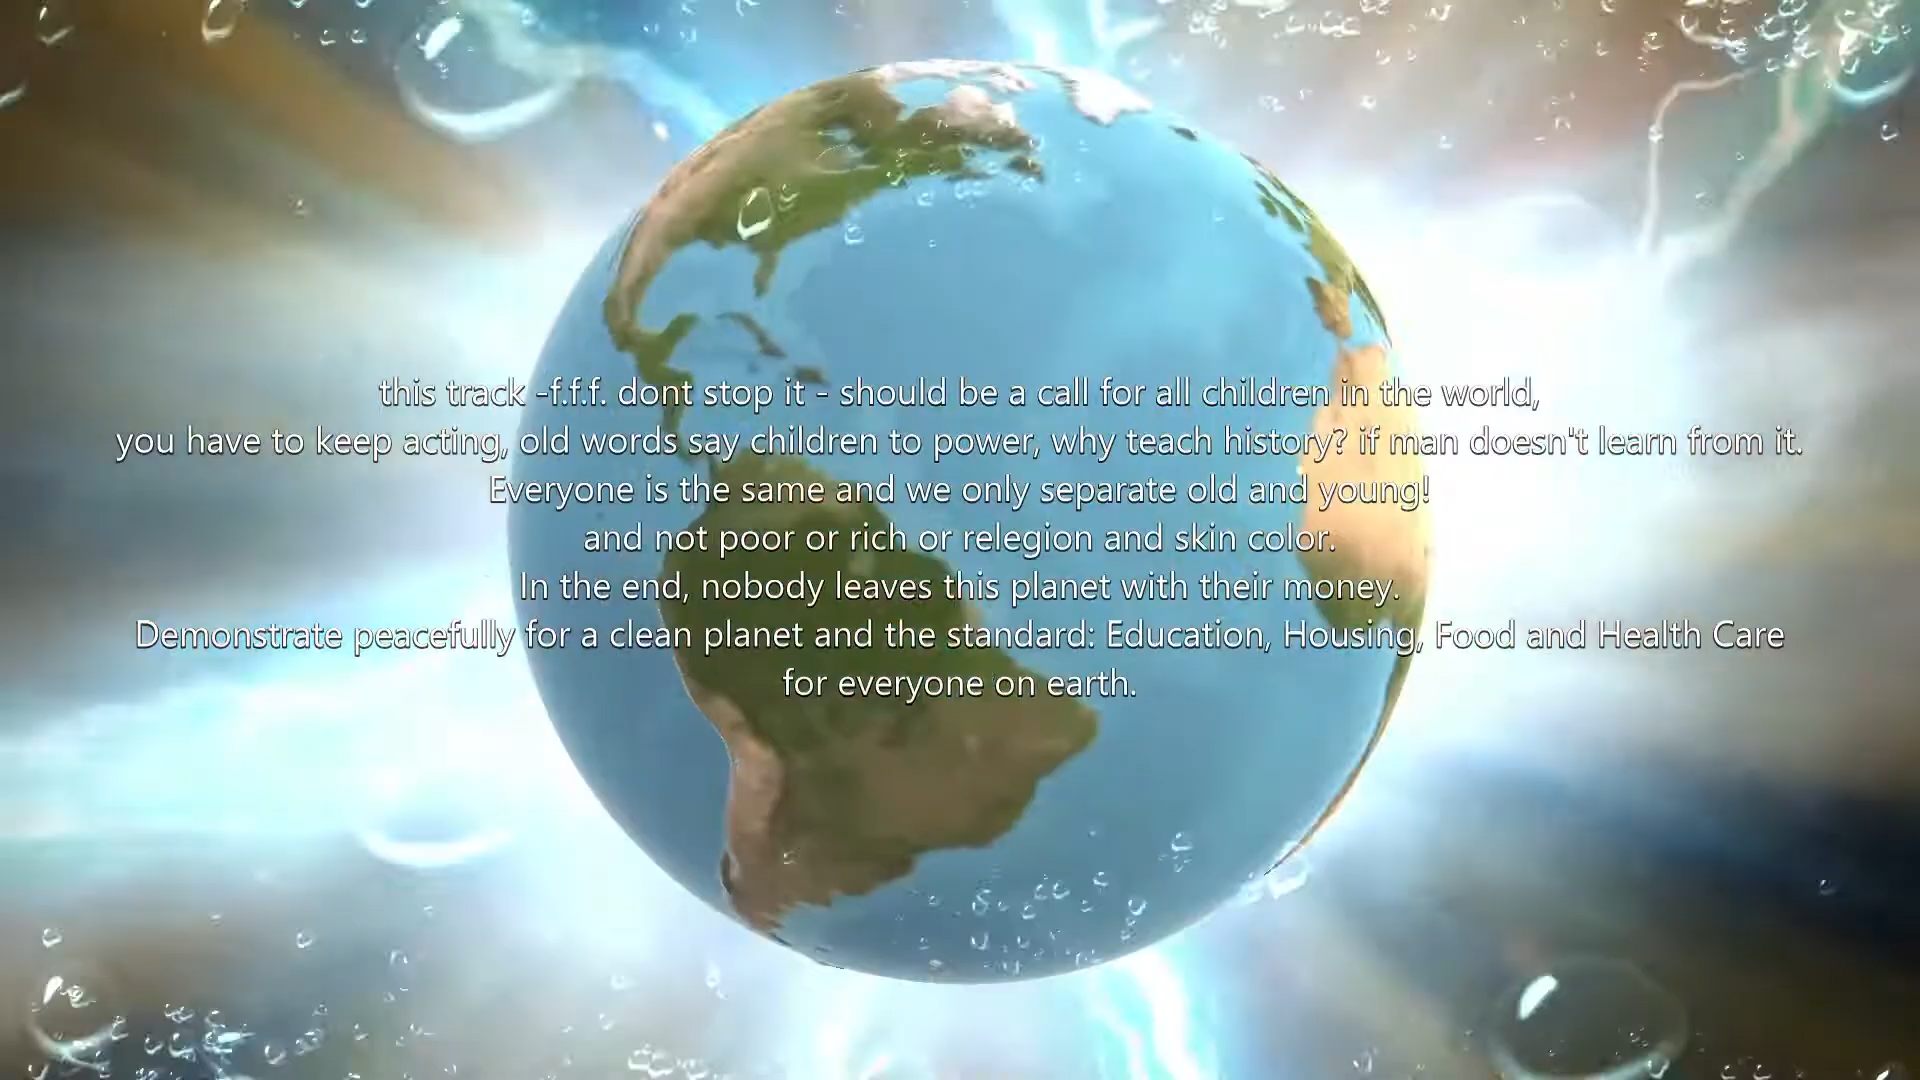 this track -f.f.f. dont stop it - should be a call for all children in the world,
you have to keep acting, old words say children to power, why teach history? if man doesn't learn from it.
Everyone is the same and we only separate old and young!
and not poor or rich or relegion and skin color.
In the end, nobody leaves this planet with their money.
Demonstrate peacefully for a clean planet and the standard: Education, Housing, Food and Health Care
for everyone on earth.